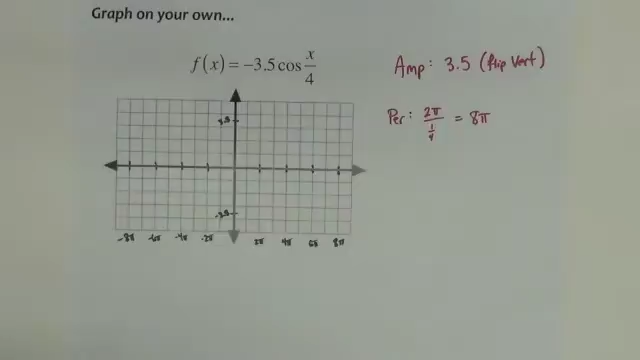 Graph on your own...
f(x) = −3.5 cos x/4
Amp: 3.5 (flip Vert)
Per: 2π / 1/4 = 8π
3.5
-3.5
-8π -6π -4π -2π 2π 4π 6π 8π